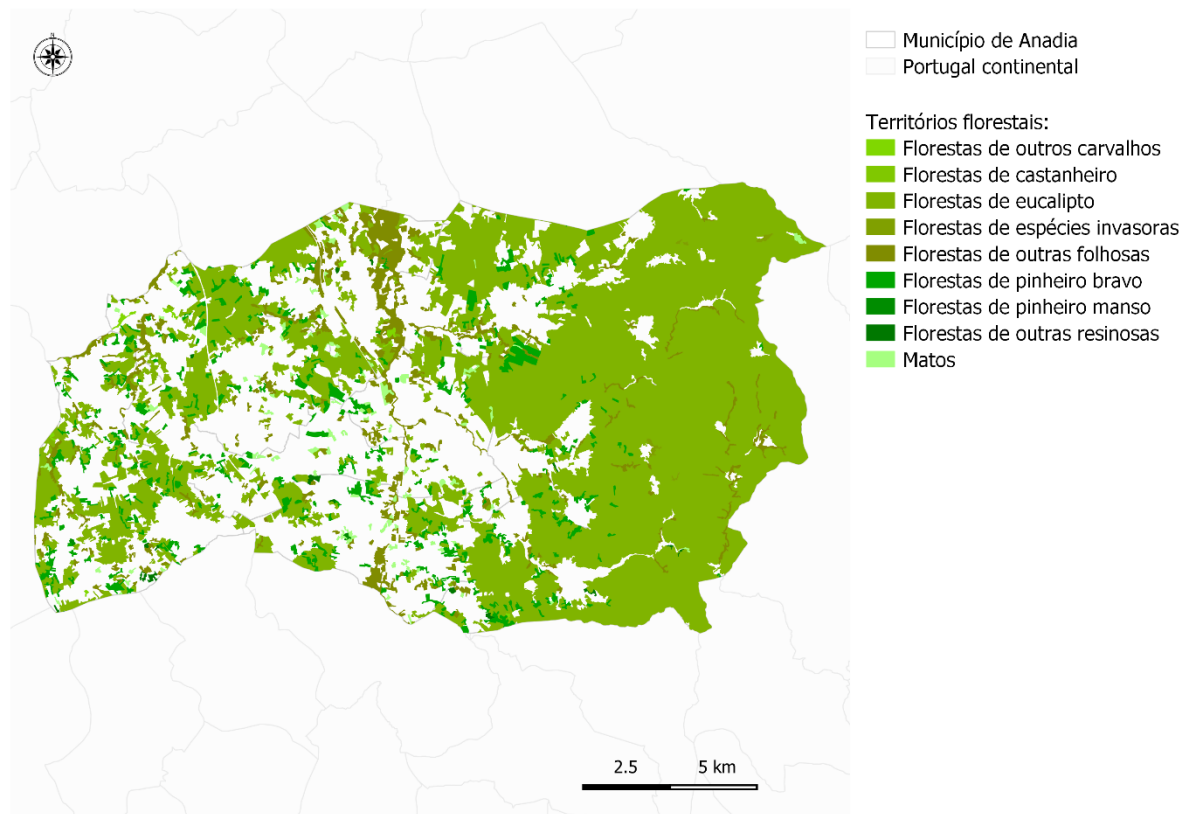 N
Município de Anadia
Portugal continental
Territórios florestais:
Florestas de outros carvalhos
Florestas de castanheiro
Florestas de eucalipto
Florestas de espécies invasoras
Florestas de outras folhosas
Florestas de pinheiro bravo
Florestas de pinheiro manso
Florestas de outras resinosas
Matos
2.5 5 km